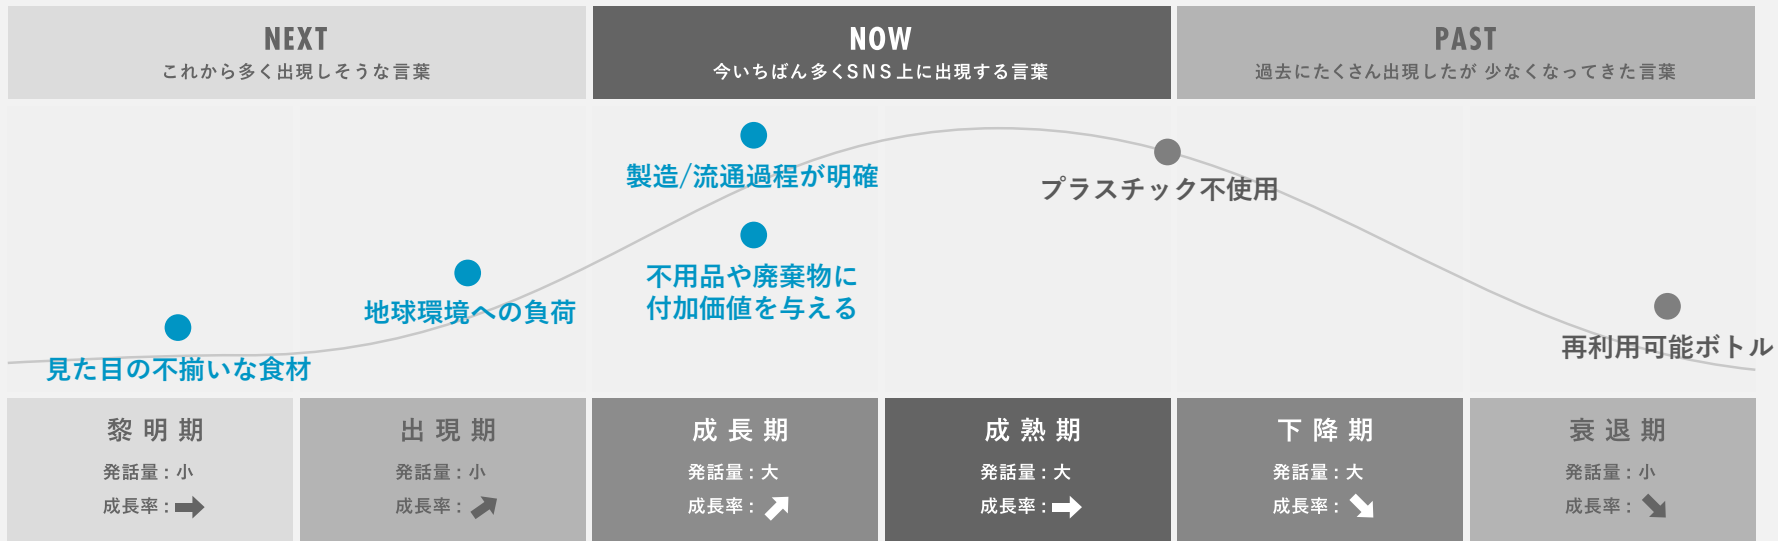 NEXT
これから多く出現しそうな言葉
NOW
今いちばん多くSNS上に出現する言葉
PAST
過去にたくさん出現したが 少なくなってきた言葉
製造/流通過程が明確
プラスチック不使用
不用品や廃棄物に
付加価値を与える
地球環境への負荷
見た目の不揃いな食材
再利用可能ボトル
黎明期
発話量：小
成長率：
出現期
発話量：小
成長率：
成長期
発話量：大
成長率：
成熟期
発話量：大
成長率：
下降期
発話量：大
成長率：
衰退期
発話量：小
成長率：